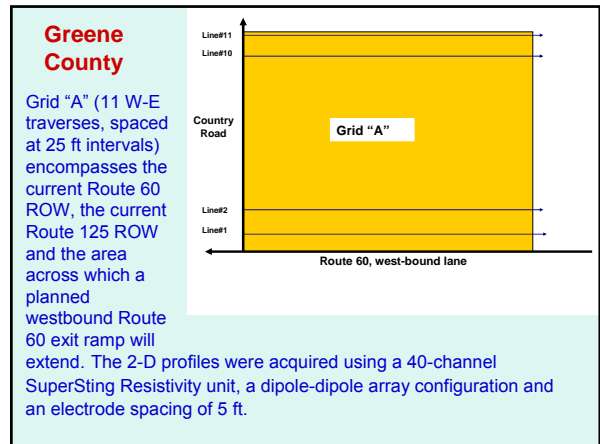 Greene
County
Grid “A” (11 W-E
traverses, spaced
at 25 ft intervals)
encompasses the
current Route 60
ROW, the current
Route 125 ROW
and the area
across which a
planned
westbound Route
60 exit ramp will
extend. The 2-D profiles were acquired using a 40-channel
SuperSting Resistivity unit, a dipole-dipole array configuration and
an electrode spacing of 5 ft.
Line#11
Line#10
Country
Road
Grid “A”
Line#2
Line#1
Route 60, west-bound lane